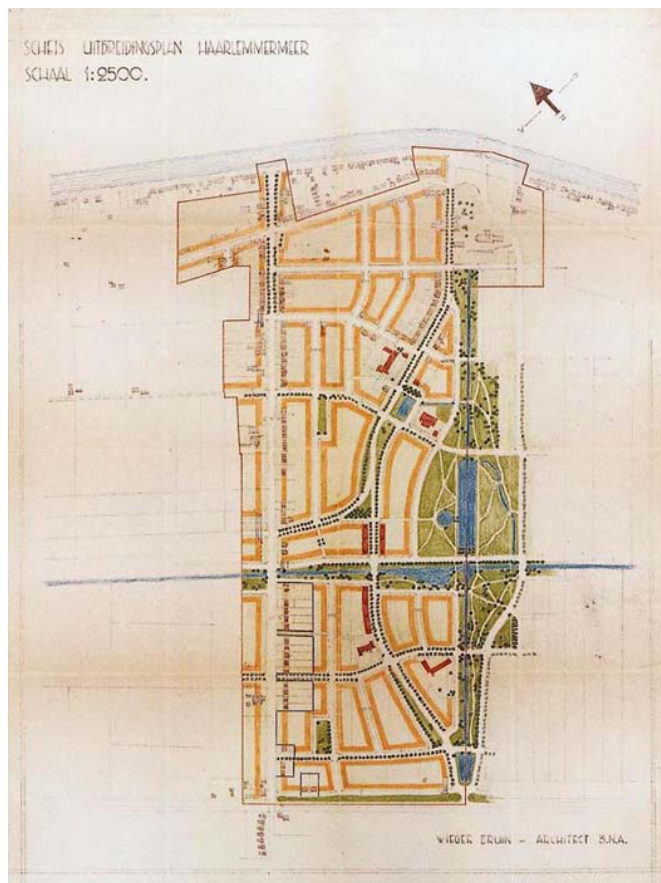 SCHETS UITBREIDINGSPLAN HAARLEMMERMEER
SCHAAL 1:2500.
WIEGER BRUIN – ARCHITECT B.N.A.